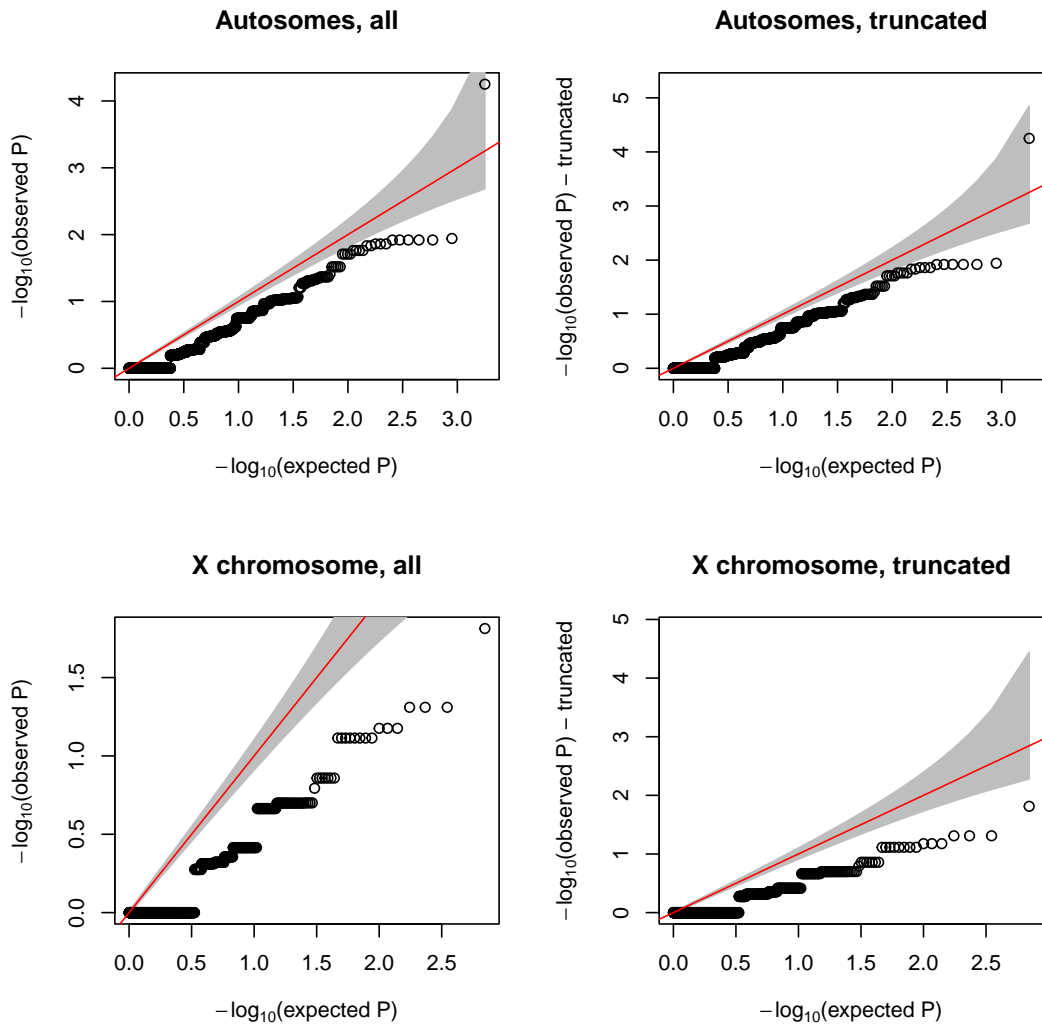 Autosomes, all
−log10(observed P)
4
3
2
1
0
0.0 0.5 1.0 1.5 2.0 2.5 3.0
−log10(expected P)
Autosomes, truncated
−log10(observed P) − truncated
5
4
3
2
1
0
0.0 0.5 1.0 1.5 2.0 2.5 3.0
−log10(expected P)
X chromosome, all
−log10(observed P)
1.5
1.0
0.5
0.0
0.0 0.5 1.0 1.5 2.0 2.5
−log10(expected P)
X chromosome, truncated
−log10(observed P) − truncated
5
4
3
2
1
0
0.0 0.5 1.0 1.5 2.0 2.5
−log10(expected P)